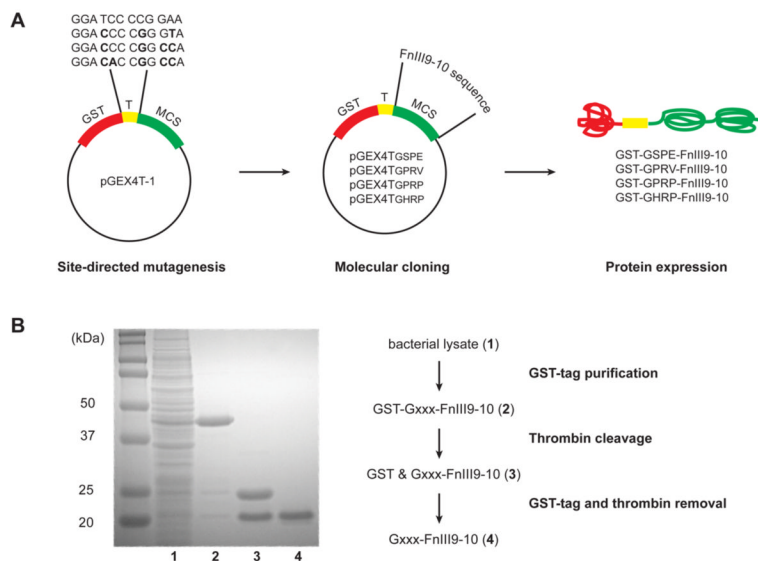 A
GGA TCC CCG GAA
GGA CCC CGG GTA
GGA CCC CGG CCA
GGA CAC CGG CCA
GST
T
MCS
pGEX4T-1
Site-directed mutagenesis
FnIII9-10 sequence
GST
T
MCS
pGEX4TGSPE
pGEX4TGPRV
pGEX4TGPRP
pGEX4TGHRP
Molecular cloning
GST-GSPE-FnIII9-10
GST-GPRV-FnIII9-10
GST-GPRP-FnIII9-10
GST-GHRP-FnIII9-10
Protein expression
B
(kDa)
50
37
25
20
1 2 3 4
bacterial lysate (1)
GST-tag purification
GST-Gxxx-FnIII9-10 (2)
Thrombin cleavage
GST & Gxxx-FnIII9-10 (3)
GST-tag and thrombin removal
Gxxx-FnIII9-10 (4)